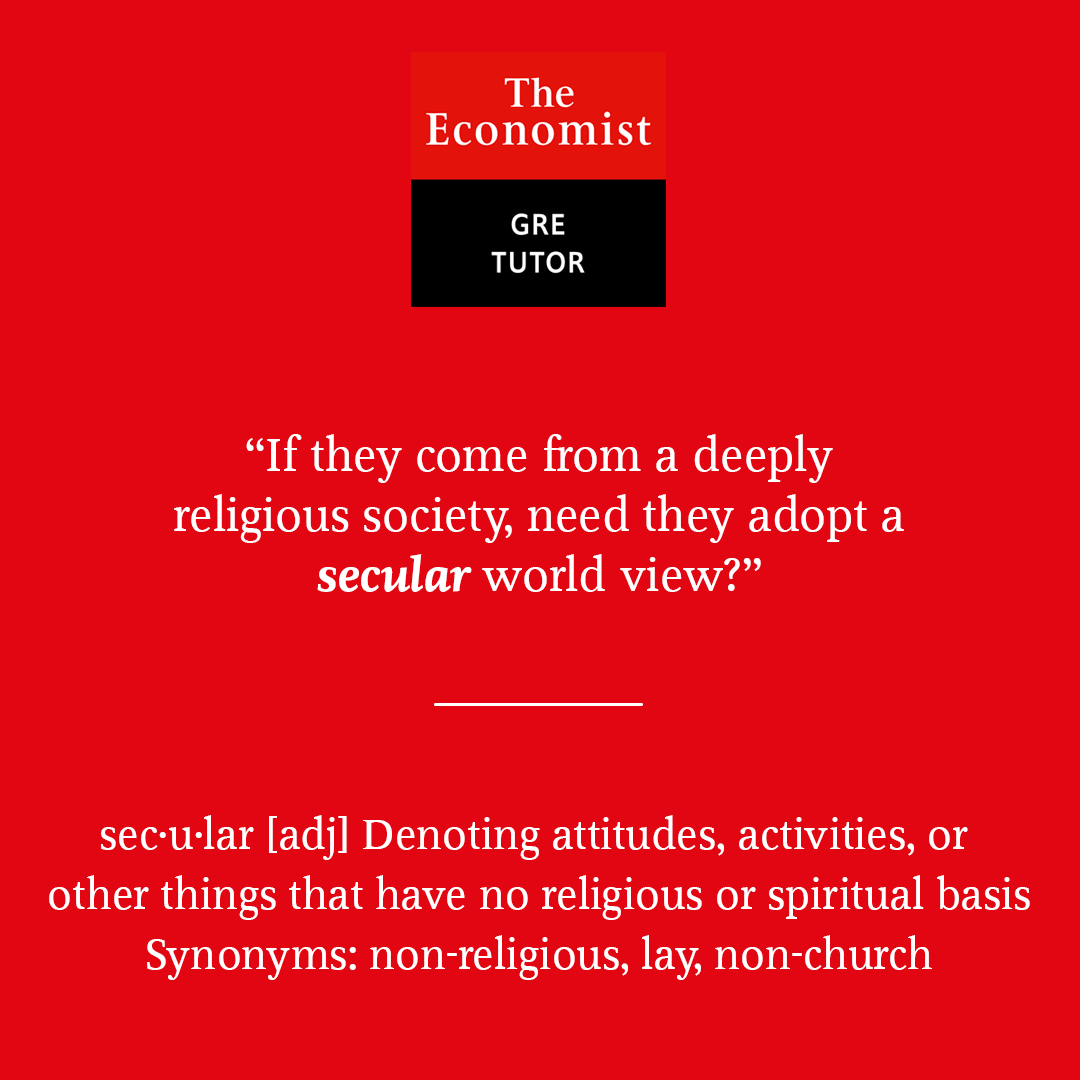 The
Economist
GRE
TUTOR
“If they come from a deeply
religious society, need they adopt a
secular world view?”
sec·u·lar [adj] Denoting attitudes, activities, or
other things that have no religious or spiritual basis
Synonyms: non-religious, lay, non-church